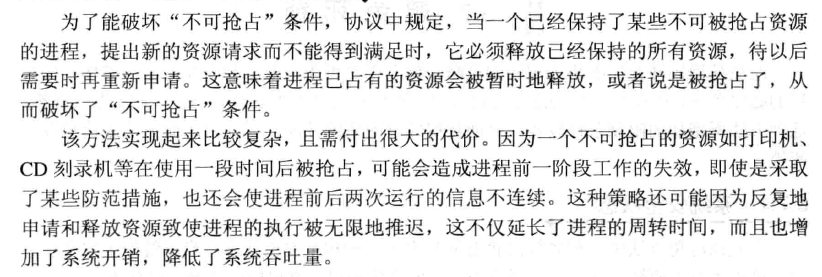 为了能破坏“不可抢占”条件，协议中规定，当一个已经保持了某些不可被抢占资源
的进程，提出新的资源请求而不能得到满足时，它必须释放已经保持的所有资源，待以后
需要时再重新申请。这意味着进程已占有的资源会被暂时地释放，或者说是被抢占了，从
而破坏了“不可抢占”条件。
该方法实现起来比较复杂，且需付出很大的代价。因为一个不可抢占的资源如打印机、
CD 刻录机等在使用一段时间后被抢占，可能会造成进程前一阶段工作的失效，即使是采取
了某些防范措施，也还会使进程前后两次运行的信息不连续。这种策略还可能因为反复地
申请和释放资源致使进程的执行被无限地推迟，这不仅延长了进程的周转时间，而且也增
加了系统开销，降低了系统吞吐量。